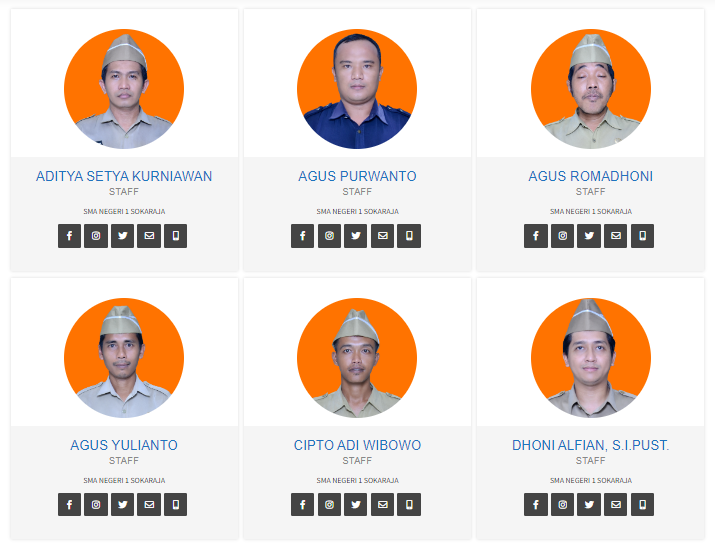 ADITYA SETYA KURNIAWAN
STAFF
SMA NEGERI 1 SOKARAJA
AGUS PURWANTO
STAFF
SMA NEGERI 1 SOKARAJA
AGUS ROMADHONI
STAFF
SMA NEGERI 1 SOKARAJA
AGUS YULIANTO
STAFF
SMA NEGERI 1 SOKARAJA
CIPTO ADI WIBOWO
STAFF
SMA NEGERI 1 SOKARAJA
DHONI ALFIAN, S.I.PUST.
STAFF
SMA NEGERI 1 SOKARAJA